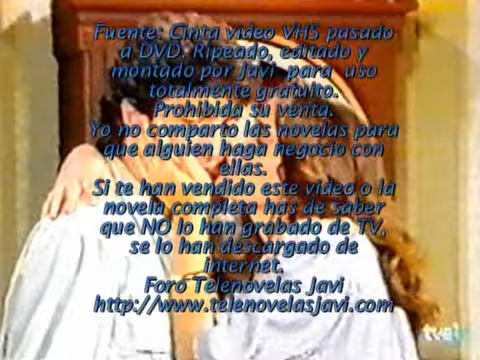 Fuente: Cinta video VHS pasado
a DVD. Ripeado, editado y
montado por Javi para uso
totalmente gratuito.
Prohibida su venta.
Yo no comparto las novelas para
que alguien haga negocio con
ellas.
Si te han vendido este video o la
novela completa has de saber
que NO lo han grabado de TV,
se lo han descargado de
internet.
Foro Telenovelas Javi
http://www.telenovelasjavi.com
tve1